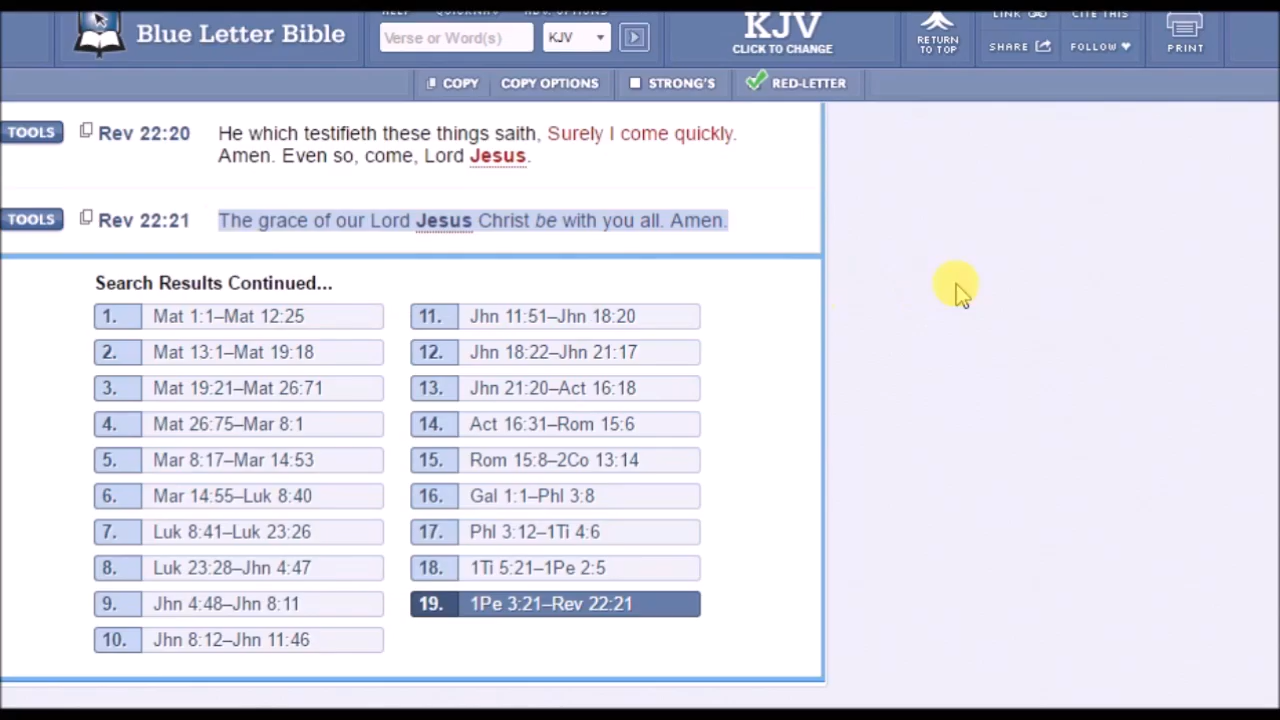 HELP QUICKNAV ADV. OPTIONS
Blue Letter Bible
Verse or Word(s)
KJV
KJV
CLICK TO CHANGE
RETURN
TO TOP
LINK
CITE THIS
SHARE
FOLLOW
PRINT
COPY
COPY OPTIONS
STRONG'S
RED-LETTER
TOOLS
Rev 22:20
He which testifieth these things saith, Surely I come quickly.
Amen. Even so, come, Lord Jesus.
TOOLS
Rev 22:21
The grace of our Lord Jesus Christ be with you all. Amen.
Search Results Continued...
1. Mat 1:1–Mat 12:25
2. Mat 13:1–Mat 19:18
3. Mat 19:21–Mat 26:71
4. Mat 26:75–Mar 8:1
5. Mar 8:17–Mar 14:53
6. Mar 14:55–Luk 8:40
7. Luk 8:41–Luk 23:26
8. Luk 23:28–Jhn 4:47
9. Jhn 4:48–Jhn 8:11
10. Jhn 8:12–Jhn 11:46
11. Jhn 11:51–Jhn 18:20
12. Jhn 18:22–Jhn 21:17
13. Jhn 21:20–Act 16:18
14. Act 16:31–Rom 15:6
15. Rom 15:8–2Co 13:14
16. Gal 1:1–Phl 3:8
17. Phl 3:12–1Ti 4:6
18. 1Ti 5:21–1Pe 2:5
19. 1Pe 3:21–Rev 22:21